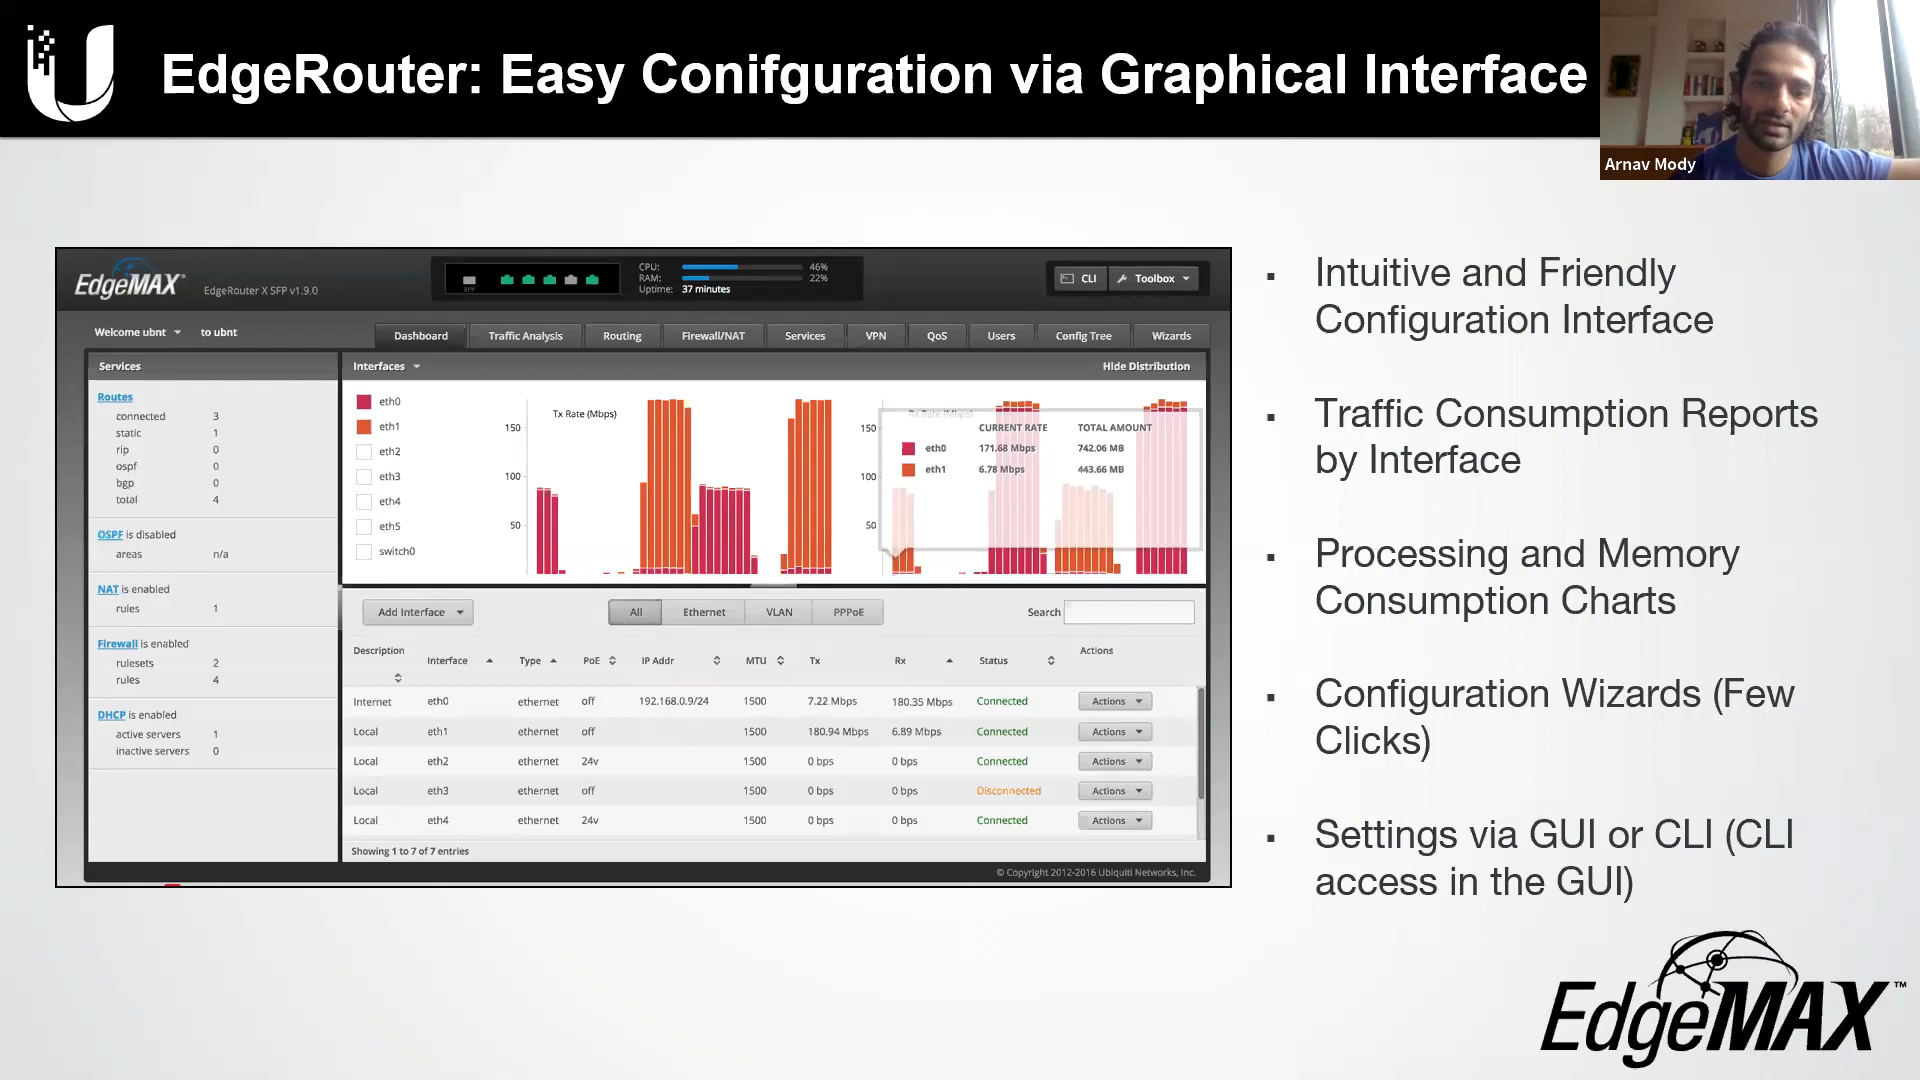 EdgeRouter: Easy Conifguration via Graphical Interface
Arnav Mody
EdgeMAX
EdgeRouter X SFP v1.9.0
CPU: 46%
RAM: 22%
Uptime: 37 minutes
CLI
Toolbox
Welcome ubnt to ubnt
Dashboard Traffic Analysis Routing Firewall/NAT Services VPN QoS Users Config Tree Wizards
Services
Routes
connected 3
static 1
rip 0
ospf 0
bgp 0
total 4
OSPF is disabled
areas n/a
NAT is enabled
rules 1
Firewall is enabled
rulesets 2
rules 4
DHCP is enabled
active servers 1
inactive servers 0
Interfaces
Hide Distribution
eth0
eth1
eth2
eth3
eth4
eth5
switch0
Tx Rate (Mbps)
150
100
50
Rx Rate (Mbps)
150
100
50
CURRENT RATE TOTAL AMOUNT
eth0 171.68 Mbps 742.06 MB
eth1 6.78 Mbps 443.66 MB
Add Interface
All Ethernet VLAN PPPoE
Search
Description Interface Type PoE IP Addr MTU Tx Rx Status Actions
Internet eth0 ethernet off 192.168.0.9/24 1500 7.22 Mbps 180.35 Mbps Connected Actions
Local eth1 ethernet off 1500 180.94 Mbps 6.89 Mbps Connected Actions
Local eth2 ethernet 24v 1500 0 bps 0 bps Connected Actions
Local eth3 ethernet off 1500 0 bps 0 bps Disconnected Actions
Local eth4 ethernet 24v 1500 0 bps 0 bps Connected Actions
Showing 1 to 7 of 7 entries
© Copyright 2012-2016 Ubiquiti Networks, Inc.
▪ Intuitive and Friendly
Configuration Interface
▪ Traffic Consumption Reports
by Interface
▪ Processing and Memory
Consumption Charts
▪ Configuration Wizards (Few
Clicks)
▪ Settings via GUI or CLI (CLI
access in the GUI)
EdgeMAX™